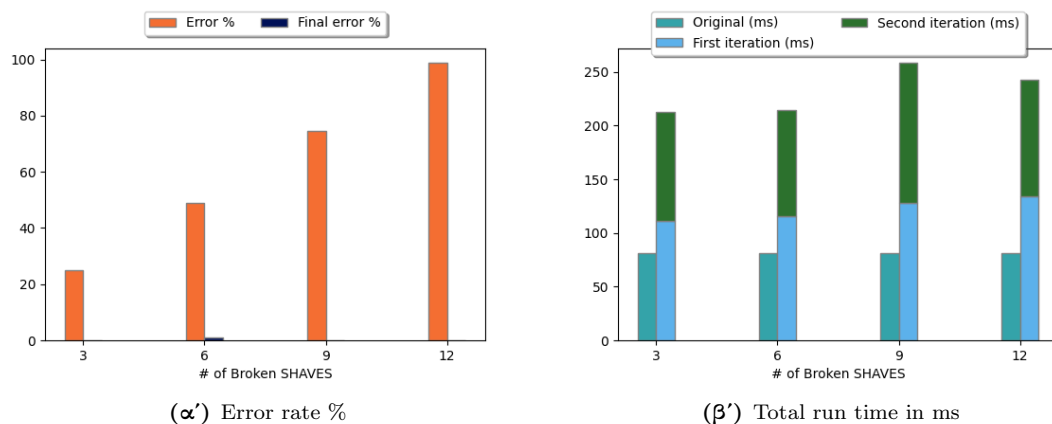 Error %
Final error %
100
80
60
40
20
0
3
6
9
12
# of Broken SHAVES
(α′) Error rate %
Original (ms)
First iteration (ms)
Second iteration (ms)
250
200
150
100
50
0
3
6
9
12
# of Broken SHAVES
(β′) Total run time in ms